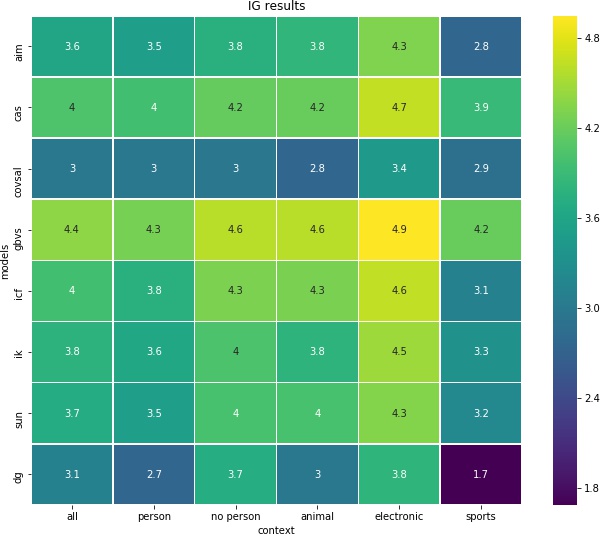 IG results
aim 3.6 3.5 3.8 3.8 4.3 2.8
cas 4 4 4.2 4.2 4.7 3.9
covsal 3 3 3 2.8 3.4 2.9
gbvs 4.4 4.3 4.6 4.6 4.9 4.2
icf 4 3.8 4.3 4.3 4.6 3.1
ik 3.8 3.6 4 3.8 4.5 3.3
sun 3.7 3.5 4 4 4.3 3.2
dg 3.1 2.7 3.7 3 3.8 1.7
all person no person animal electronic sports
context
models
4.8
4.2
3.6
3.0
2.4
1.8